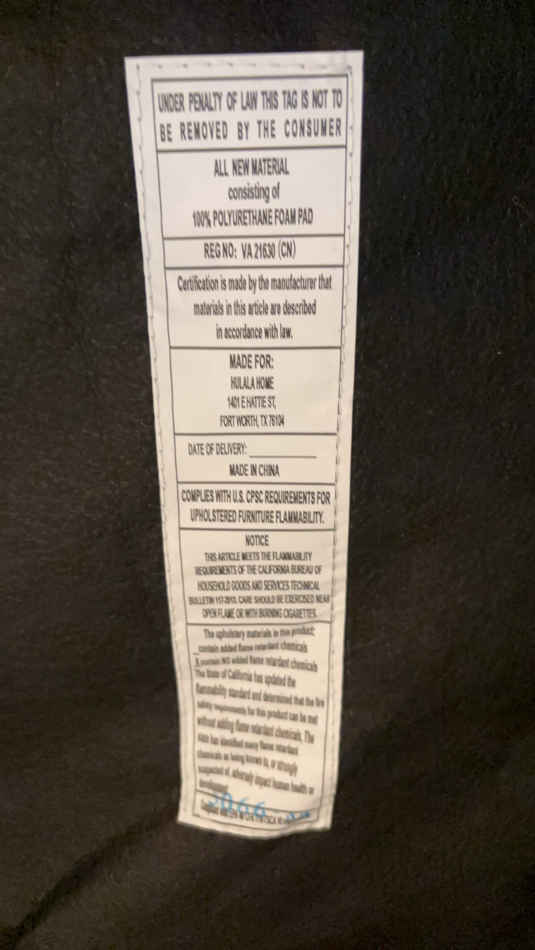 UNDER PENALTY OF LAW THIS TAG IS NOT TO
BE REMOVED BY THE CONSUMER
ALL NEW MATERIAL
consisting of
100% POLYURETHANE FOAM PAD
REG NO: VA 21630 (CN)
Certification is made by the manufacturer that
materials in this article are described
in accordance with law.
MADE FOR:
HULALA HOME
1401 E HATTIE ST,
FORT WORTH, TX 76104
DATE OF DELIVERY: ____________
MADE IN CHINA
COMPLIES WITH U.S. CPSC REQUIREMENTS FOR
UPHOLSTERED FURNITURE FLAMMABILITY.
NOTICE
THIS ARTICLE MEETS THE FLAMMABILITY
REQUIREMENTS OF THE CALIFORNIA BUREAU OF
HOUSEHOLD GOODS AND SERVICES TECHNICAL
BULLETIN 117-2013. CARE SHOULD BE EXERCISED NEAR
OPEN FLAME OR WITH BURNING CIGARETTES.
The upholstery materials in this product:
_contain added flame retardant chemicals
X contain NO added flame retardant chemicals
The State of California has updated the
flammability standard and determined that the fire
safety requirements for this product can be met
without adding flame retardant chemicals. The
state has identified many flame retardant
chemicals as being known to, or strongly
suspected of, adversely impact human health or
development.
2066